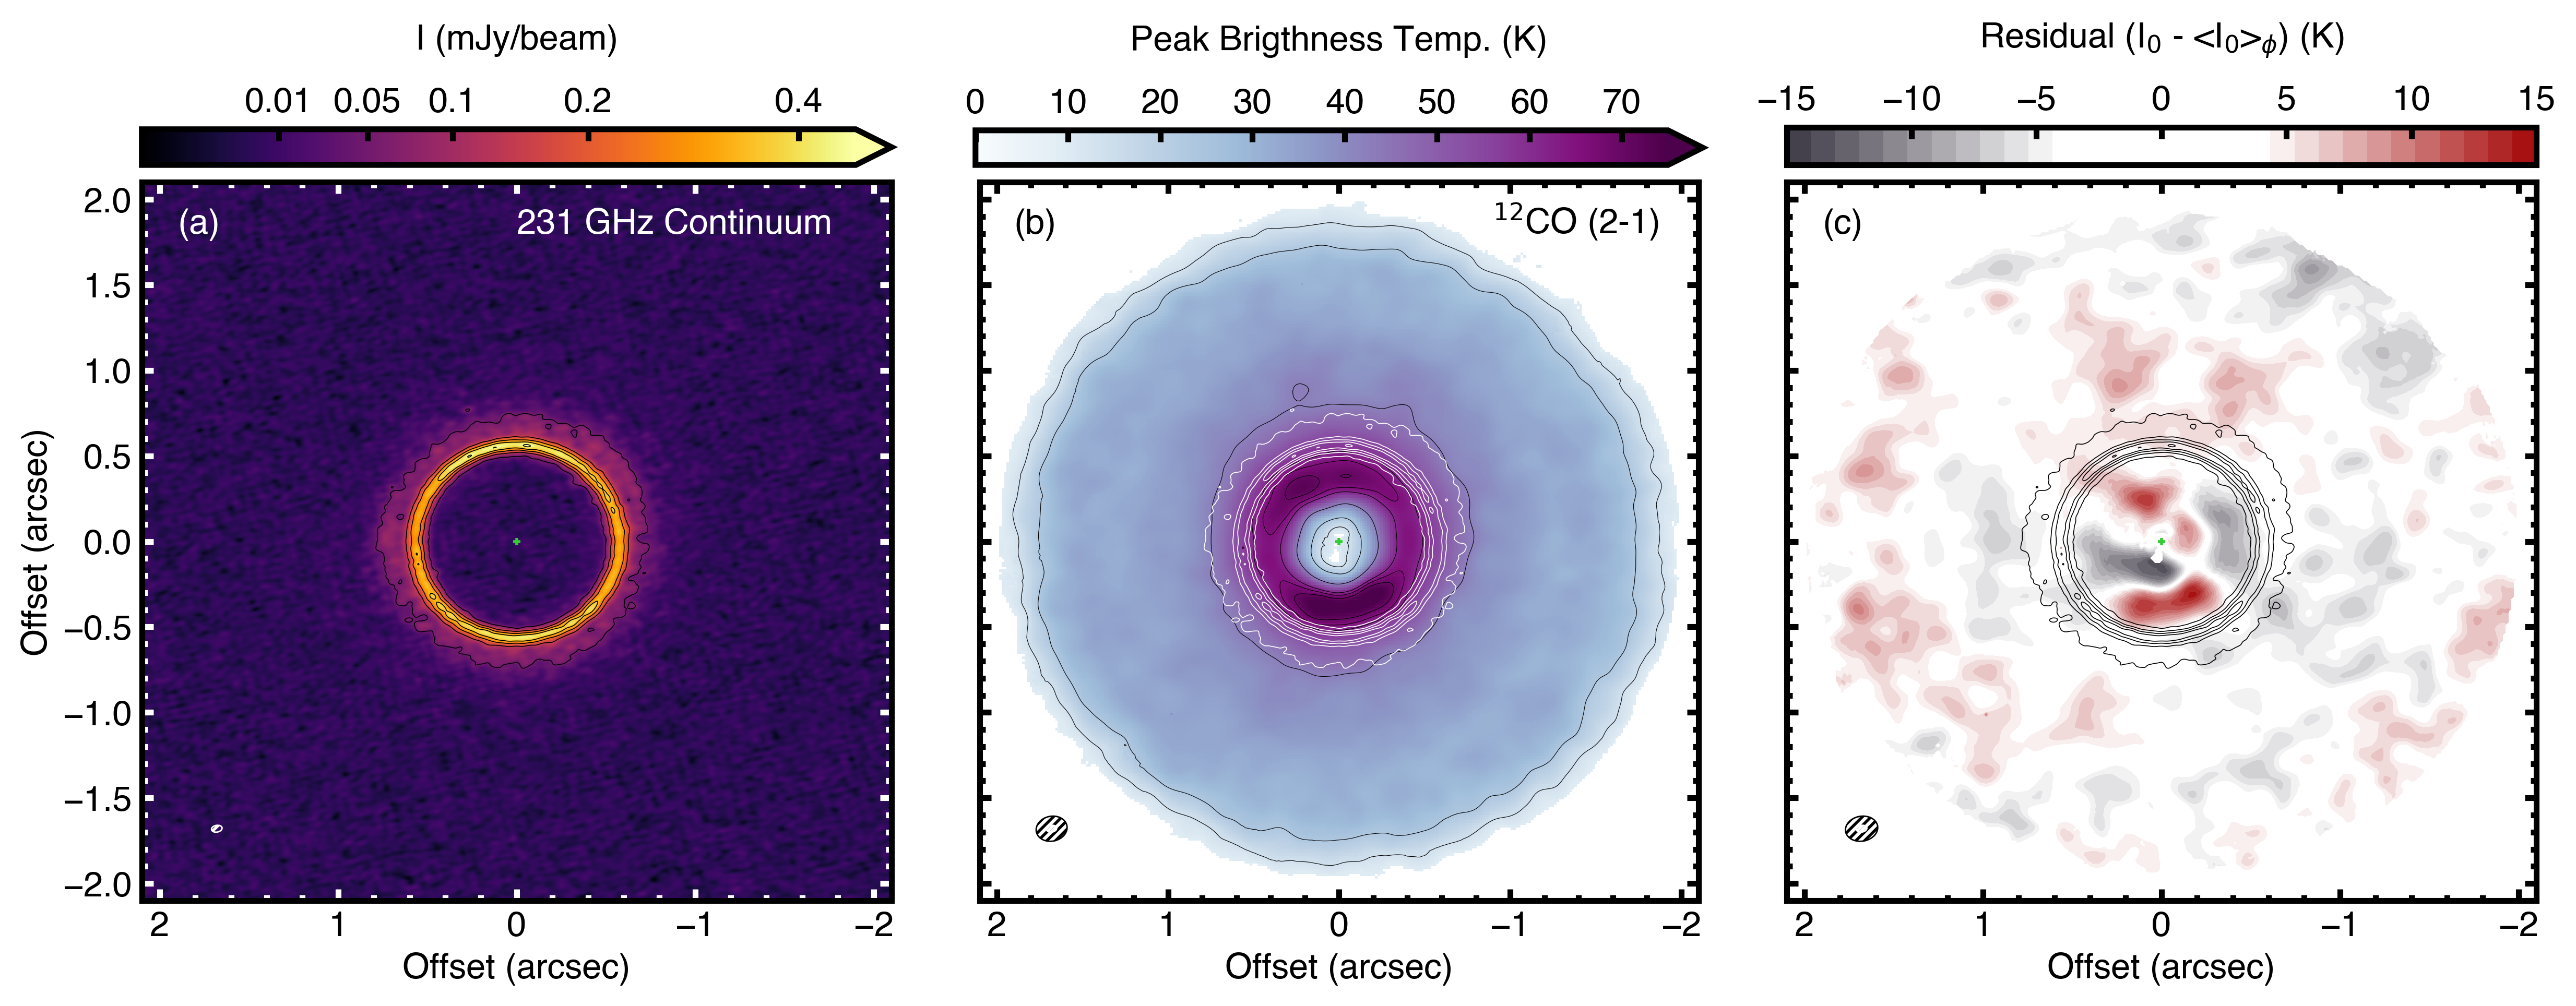 I (mJy/beam)
0.01 0.05 0.1 0.2 0.4
(a) 231 GHz Continuum
2.0
1.5
1.0
0.5
0.0
−0.5
−1.0
−1.5
−2.0
Offset (arcsec)
2 1 0 −1 −2
Offset (arcsec)
Peak Brigthness Temp. (K)
0 10 20 30 40 50 60 70
(b) ¹²CO (2-1)
2 1 0 −1 −2
Offset (arcsec)
Residual (I₀ - <I₀>ᵩ) (K)
−15 −10 −5 0 5 10 15
(c)
2 1 0 −1 −2
Offset (arcsec)